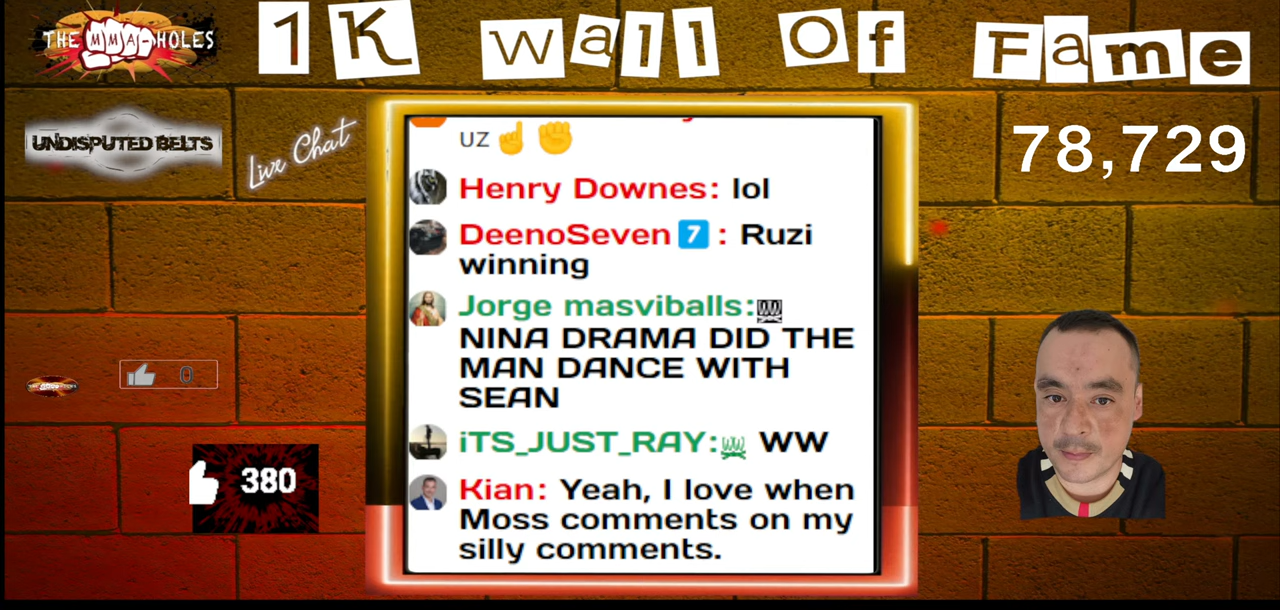 THE MMA-HOLES
1K Wall Of Fame
UNDISPUTED BELTS
Live Chat
78,729
UZ ☝️ ✊
Henry Downes: lol
DeenoSeven 7️⃣ : Ruzi
winning
Jorge masviballs:
NINA DRAMA DID THE
MAN DANCE WITH
SEAN
iTS_JUST_RAY: WW
Kian: Yeah, I love when
Moss comments on my
silly comments.
0
380